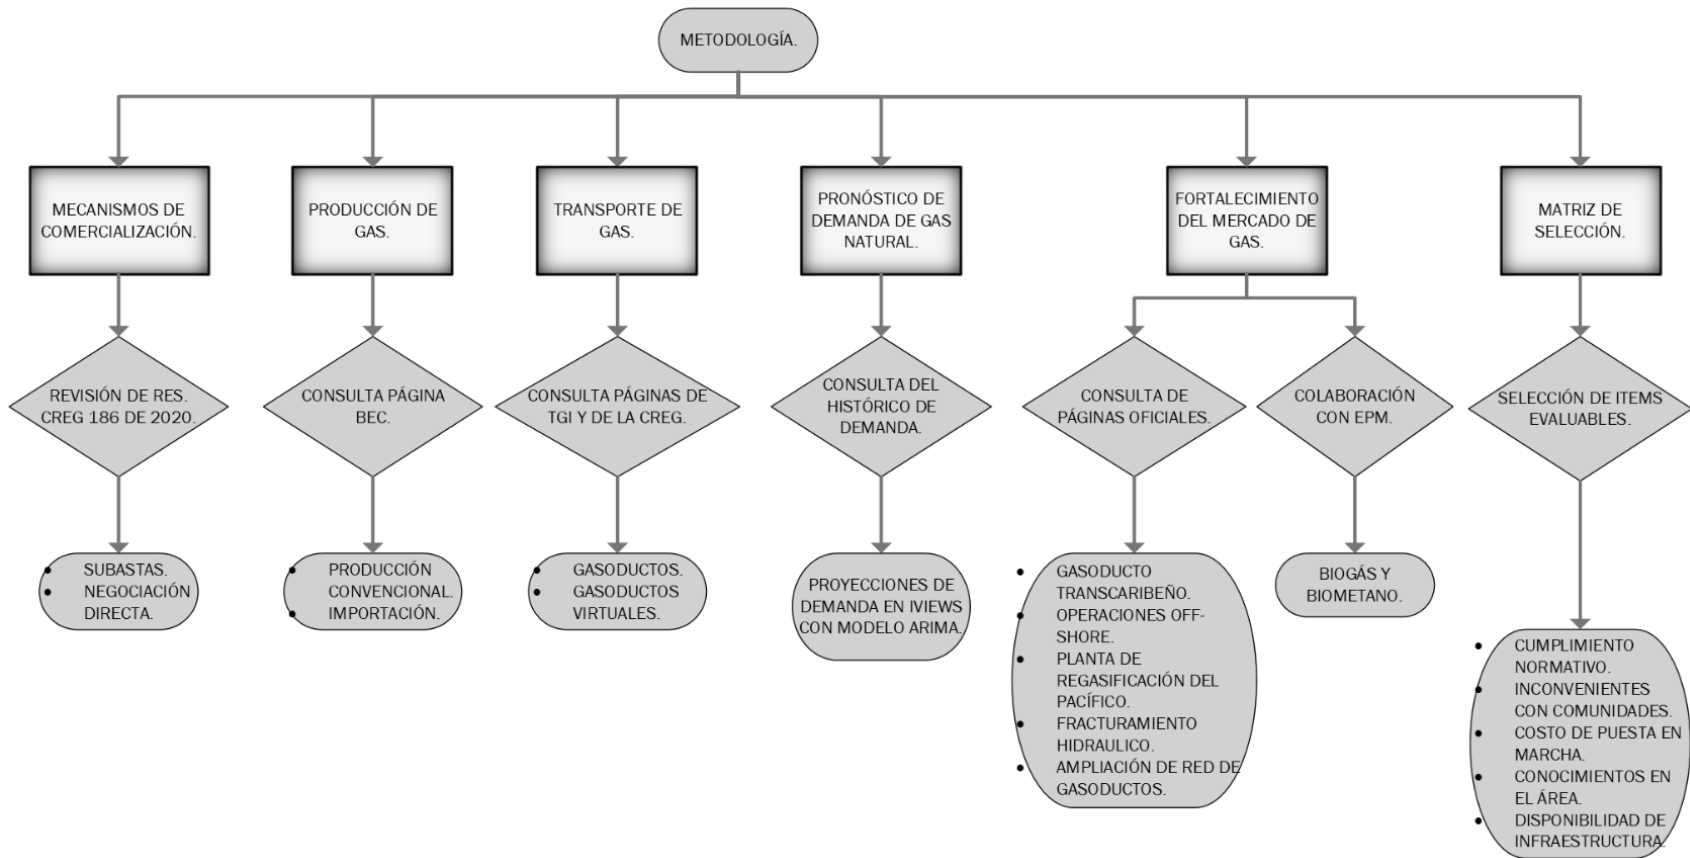 METODOLOGÍA.
MECANISMOS DE
COMERCIALIZACIÓN.
PRODUCCIÓN DE
GAS.
TRANSPORTE DE
GAS.
PRONÓSTICO DE
DEMANDA DE GAS
NATURAL.
FORTALECIMIENTO
DEL MERCADO DE
GAS.
MATRIZ DE
SELECCIÓN.
REVISIÓN DE RES.
CREG 186 DE 2020.
CONSULTA PÁGINA
BEC.
CONSULTA PÁGINAS DE
TGI Y DE LA CREG.
CONSULTA DEL
HISTÓRICO DE
DEMANDA.
CONSULTA DE
PÁGINAS OFICIALES.
COLABORACIÓN
CON EPM.
SELECCIÓN DE ITEMS
EVALUABLES.
• SUBASTAS.
• NEGOCIACIÓN
DIRECTA.
• PRODUCCIÓN
CONVENCIONAL.
• IMPORTACIÓN.
• GASODUCTOS.
• GASODUCTOS
VIRTUALES.
PROYECCIONES DE
DEMANDA EN IVIEWS
CON MODELO ARIMA.
• GASODUCTO
TRANSCARIBEÑO.
• OPERACIONES OFF-
SHORE.
• PLANTA DE
REGASIFICACIÓN DEL
PACÍFICO.
• FRACTURAMIENTO
HIDRAULICO.
• AMPLIACIÓN DE RED DE
GASODUCTOS.
BIOGÁS Y
BIOMETANO.
• CUMPLIMIENTO
NORMATIVO.
• INCONVENIENTES
CON COMUNIDADES.
• COSTO DE PUESTA EN
MARCHA.
• CONOCIMIENTOS EN
EL ÁREA.
• DISPONIBILIDAD DE
INFRAESTRUCTURA.